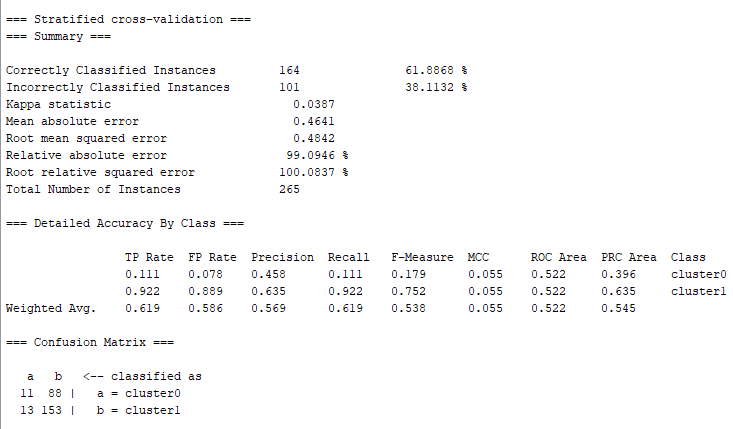 === Stratified cross-validation ===
=== Summary ===
Correctly Classified Instances 164 61.8868 %
Incorrectly Classified Instances 101 38.1132 %
Kappa statistic 0.0387
Mean absolute error 0.4641
Root mean squared error 0.4842
Relative absolute error 99.0946 %
Root relative squared error 100.0837 %
Total Number of Instances 265
=== Detailed Accuracy By Class ===
TP Rate FP Rate Precision Recall F-Measure MCC ROC Area PRC Area Class
0.111 0.078 0.458 0.111 0.179 0.055 0.522 0.396 cluster0
0.922 0.889 0.635 0.922 0.752 0.055 0.522 0.635 cluster1
Weighted Avg. 0.619 0.586 0.569 0.619 0.538 0.055 0.522 0.545
=== Confusion Matrix ===
a b <-- classified as
11 88 | a = cluster0
13 153 | b = cluster1